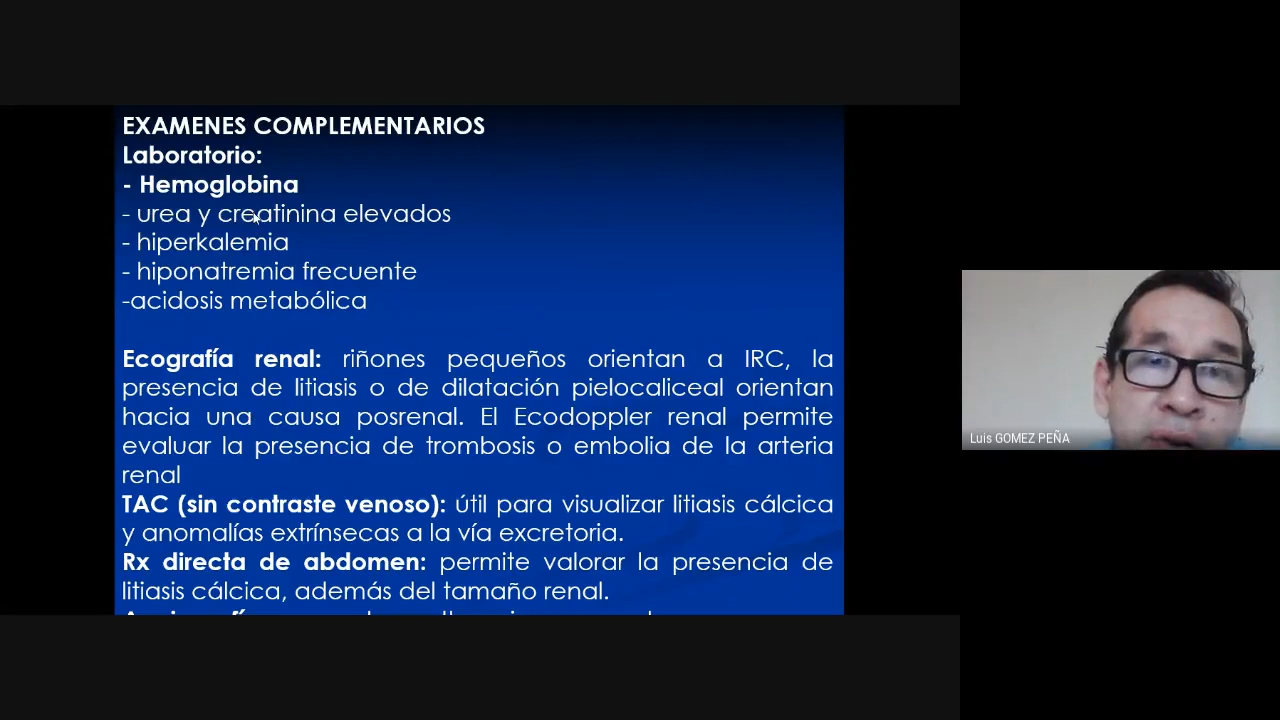 EXAMENES COMPLEMENTARIOS
Laboratorio:
- Hemoglobina
- urea y creatinina elevados
- hiperkalemia
- hiponatremia frecuente
-acidosis metabólica
Ecografía renal: riñones pequeños orientan a IRC, la
presencia de litiasis o de dilatación pielocaliceal orientan
hacia una causa posrenal. El Ecodoppler renal permite
evaluar la presencia de trombosis o embolia de la arteria
renal
TAC (sin contraste venoso): útil para visualizar litiasis cálcica
y anomalías extrínsecas a la vía excretoria.
Rx directa de abdomen: permite valorar la presencia de
litiasis cálcica, además del tamaño renal.
Luis GOMEZ PEÑA